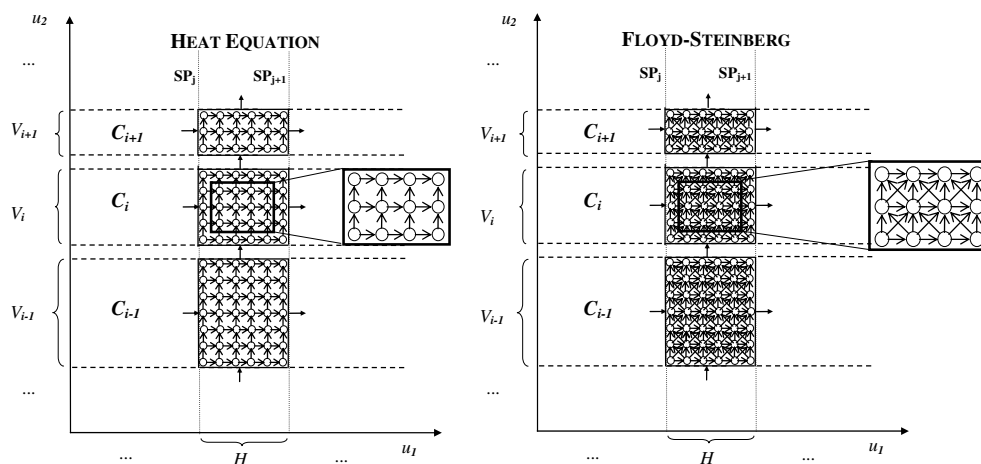 u2
HEAT EQUATION
...
SPj SPj+1
Vi+1 Ci+1
Vi Ci
Vi-1 Ci-1
...
u1
... H ...
u2
FLOYD-STEINBERG
...
SPj SPj+1
Vi+1 Ci+1
Vi Ci
Vi-1 Ci-1
...
u1
... H ...